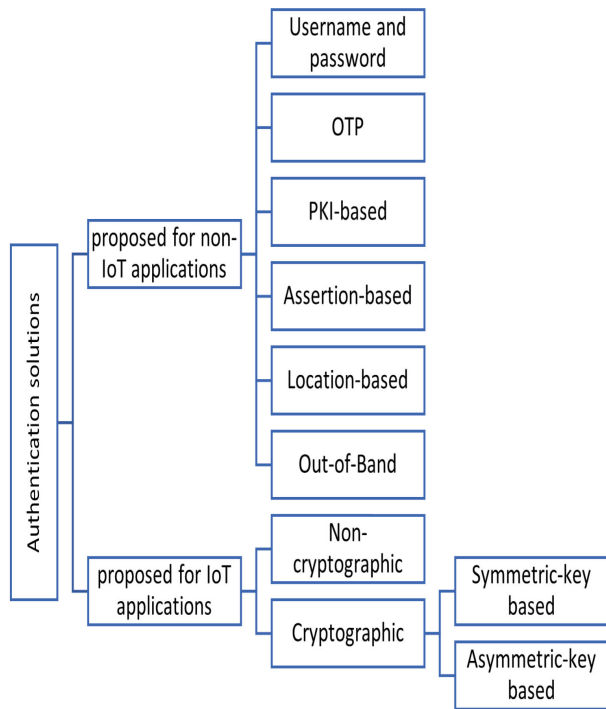 Authentication solutions
proposed for non-
IoT applications
Username and
password
OTP
PKI-based
Assertion-based
Location-based
Out-of-Band
proposed for IoT
applications
Non-
cryptographic
Cryptographic
Symmetric-key
based
Asymmetric-key
based